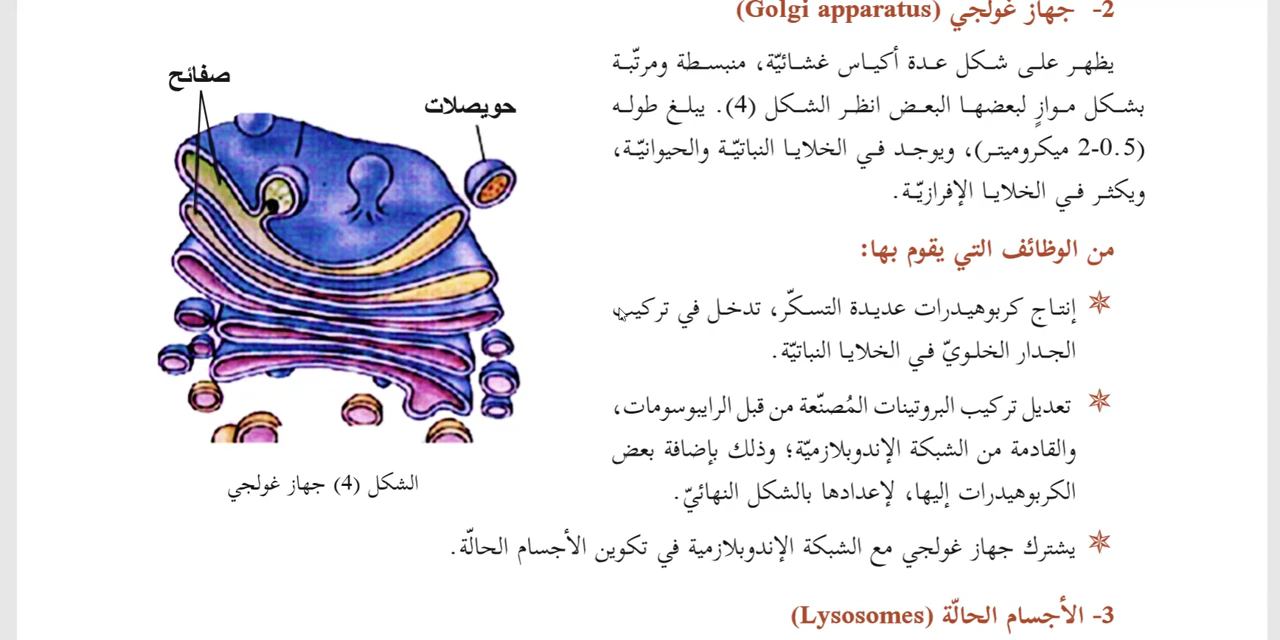 2- جهاز غولجي (Golgi apparatus)
يظهر على شكل عدة أكياس غشائيّة، منبسطة ومرتّبة
بشكل موازٍ لبعضها البعض انظر الشكل (4). يبلغ طوله
(0.5-2 ميكروميتر)، ويوجد في الخلايا النباتيّة والحيوانيّة،
ويكثر في الخلايا الإفرازيّة.
من الوظائف التي يقوم بها:
إنتاج كربوهيدرات عديدة التسكّر، تدخل في تركيب
الجدار الخلويّ في الخلايا النباتيّة.
تعديل تركيب البروتينات المُصنّعة من قبل الرايبوسومات،
والقادمة من الشبكة الإندوبلازميّة؛ وذلك بإضافة بعض
الكربوهيدرات إليها، لإعدادها بالشكل النهائيّ.
يشترك جهاز غولجي مع الشبكة الإندوبلازمية في تكوين الأجسام الحالّة.
3- الأجسام الحالّة (Lysosomes)
صفائح
حويصلات
الشكل (4) جهاز غولجي